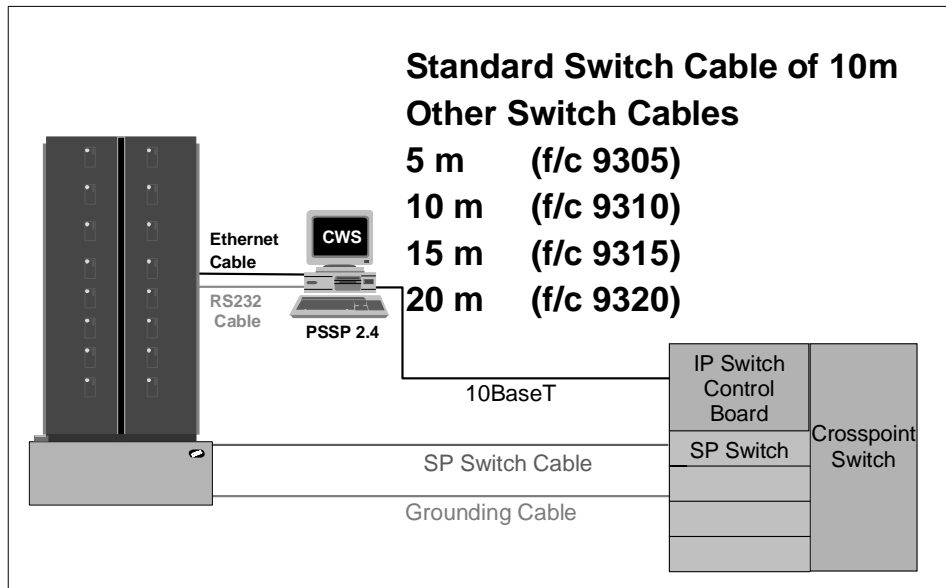 Standard Switch Cable of 10m
Other Switch Cables
5 m (f/c 9305)
10 m (f/c 9310)
15 m (f/c 9315)
20 m (f/c 9320)
Ethernet
Cable
CWS
RS232
Cable
PSSP 2.4
10BaseT
IP Switch
Control
Board
SP Switch
Crosspoint
Switch
SP Switch Cable
Grounding Cable